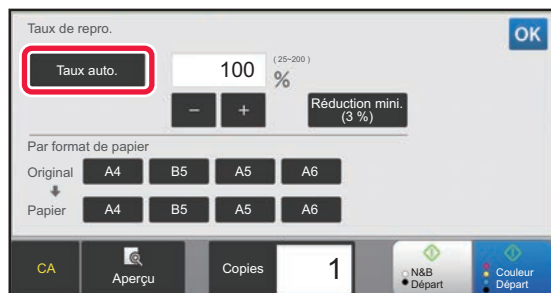 Taux de repro.
OK
Taux auto.
100
(25~200)
%
-
+
Réduction mini.
(3 %)
Par format de papier
Original
A4
B5
A5
A6
Papier
A4
B5
A5
A6
CA
Aperçu
Copies
1
N&B
Départ
Couleur
Départ